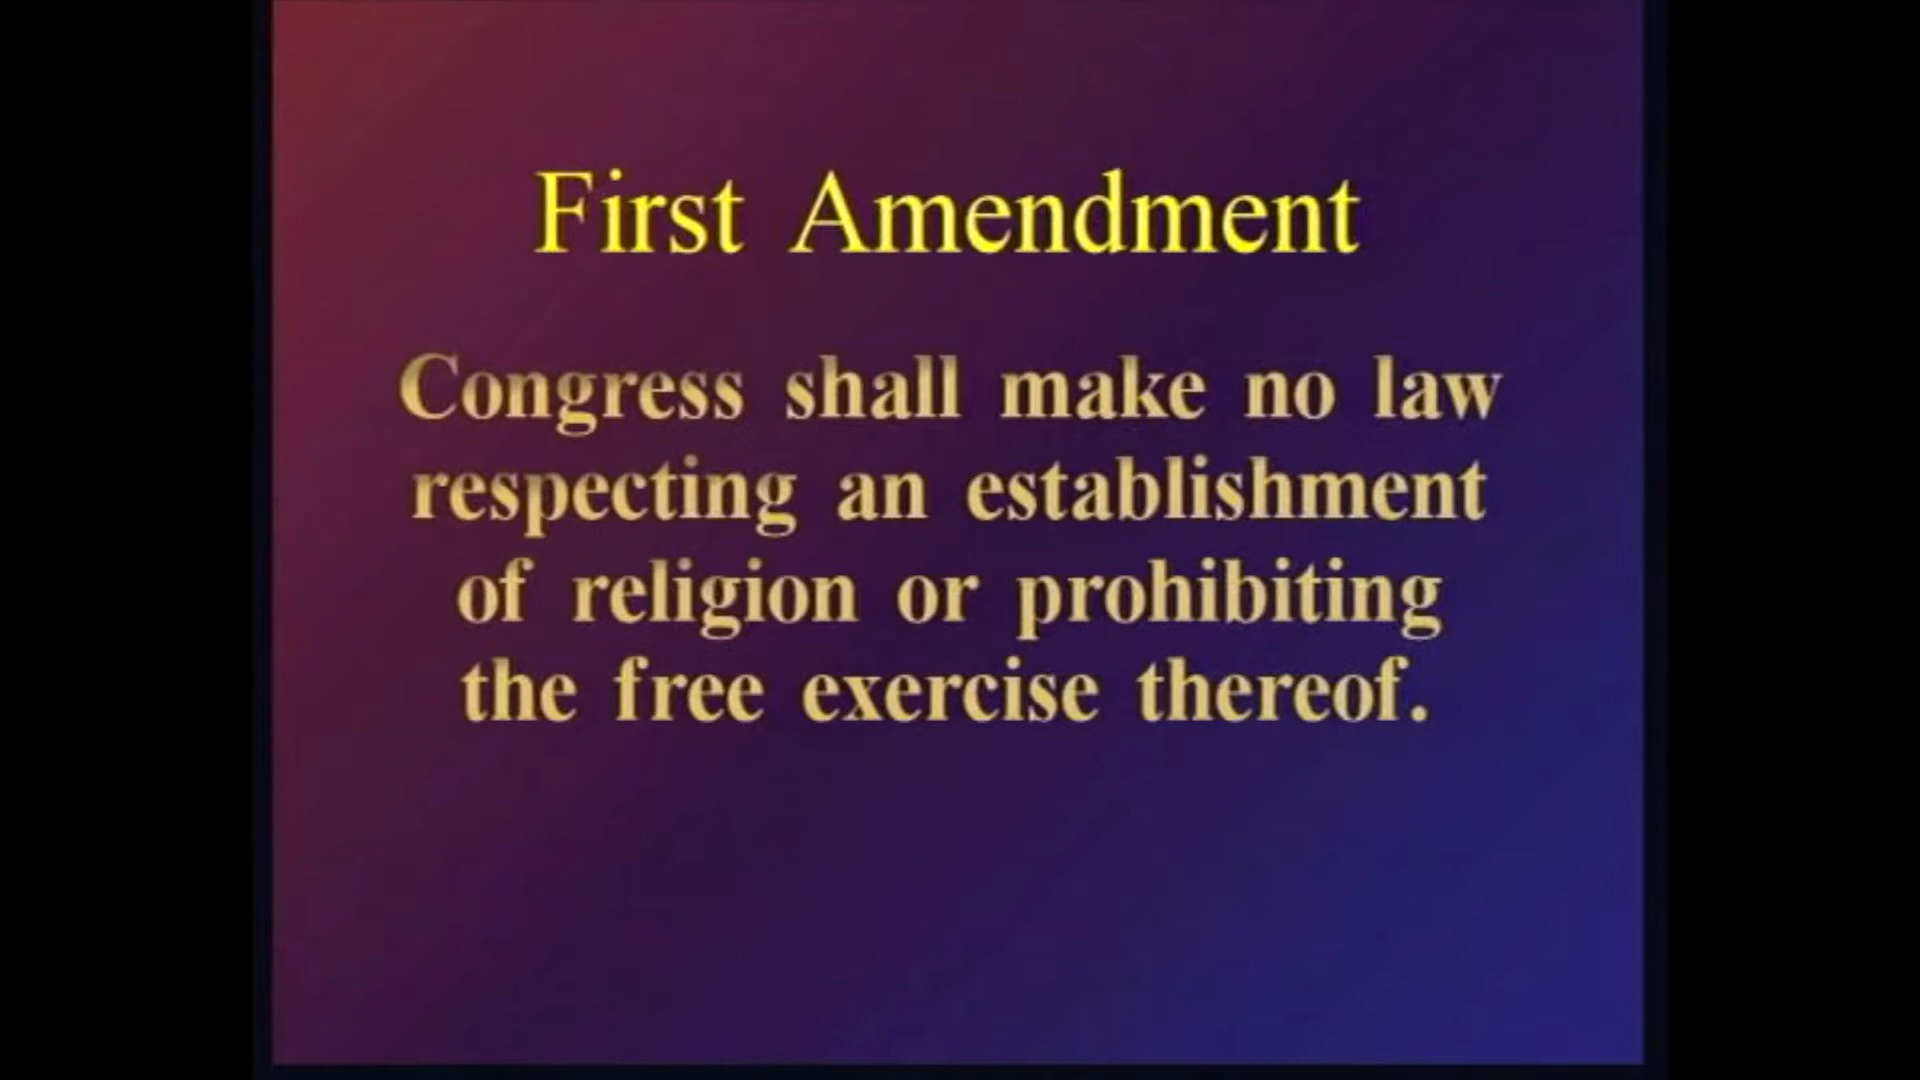 First Amendment
Congress shall make no law
respecting an establishment
of religion or prohibiting
the free exercise thereof.